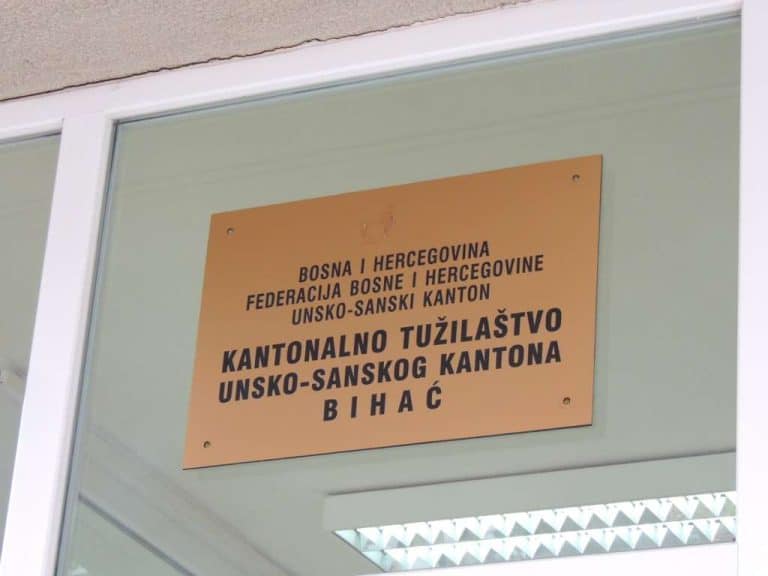 BOSNA I HERCEGOVINA
FEDERACIJA BOSNE I HERCEGOVINE
UNSKO-SANSKI KANTON
KANTONALNO TUŽILAŠTVO
UNSKO-SANSKOG KANTONA
BIHAĆ